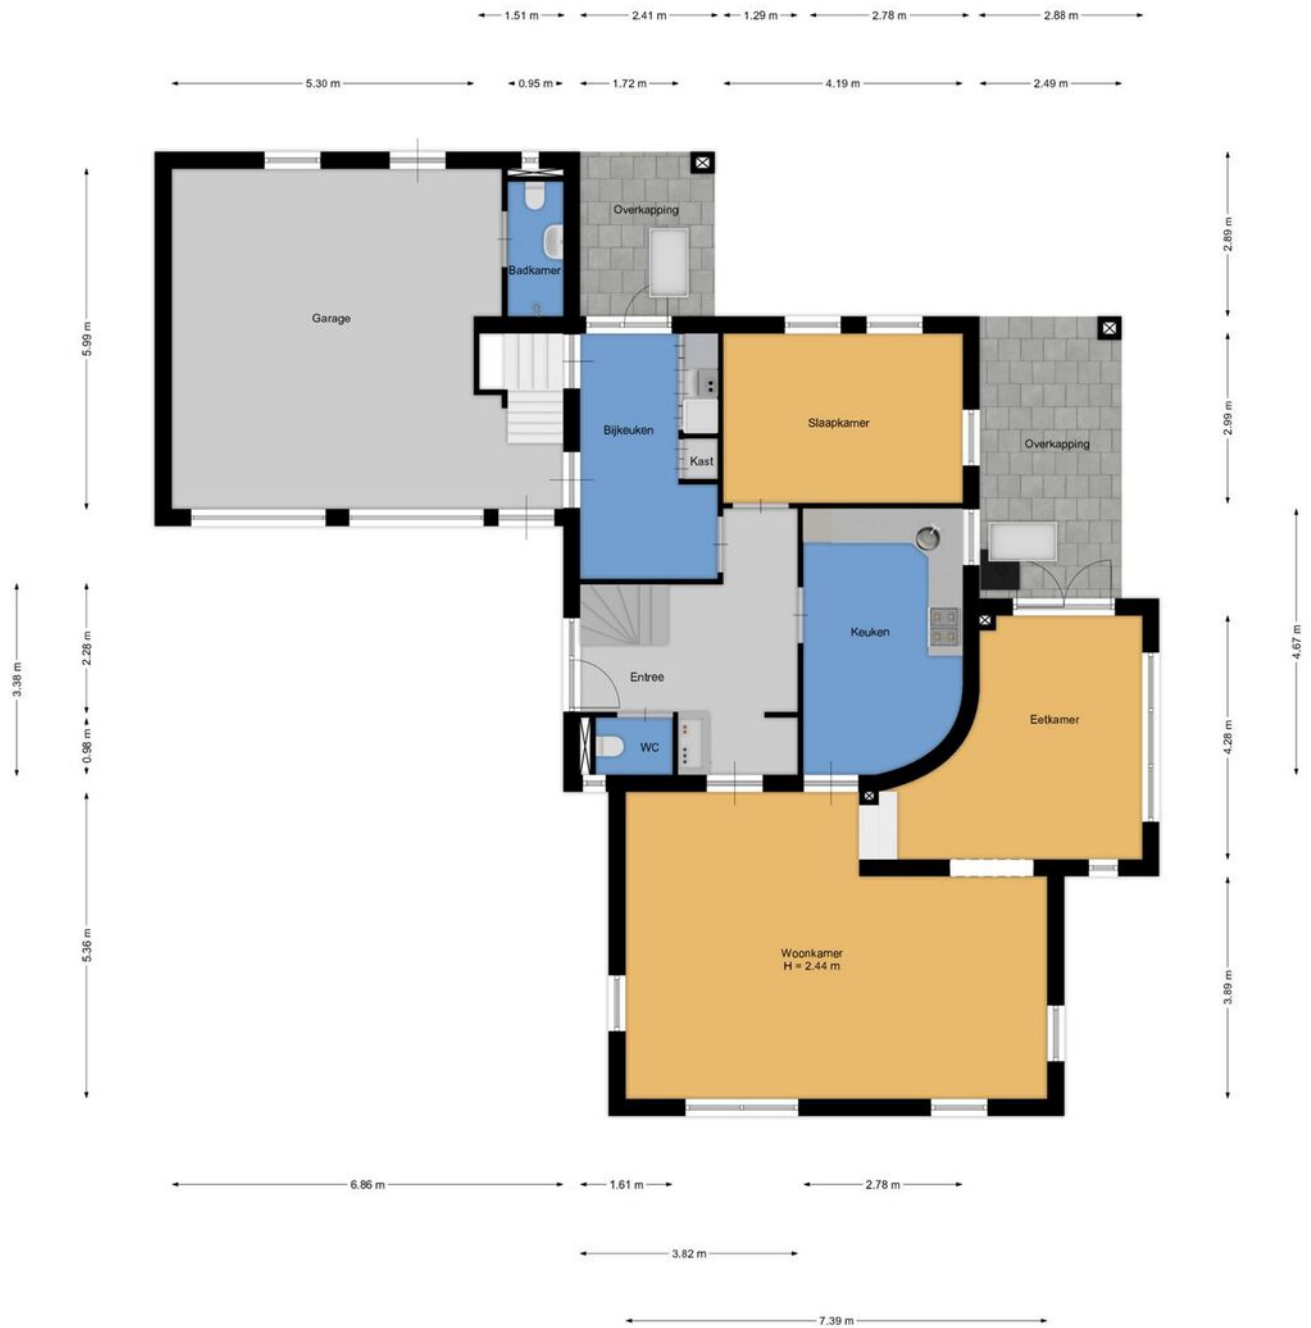 1.51 m 2.41 m 1.29 m 2.78 m 2.88 m
5.30 m 0.95 m 1.72 m 4.19 m 2.49 m
Overkapping
2.89 m
Badkamer
Garage
5.99 m
Slaapkamer
2.99 m
Bijkeuken
Overkapping
Kast
Keuken
4.67 m
2.28 m
3.38 m
Entree
Eetkamer
0.98 m
WC
4.28 m
5.36 m
Woonkamer
H = 2.44 m
3.89 m
6.86 m 1.61 m 2.78 m
3.82 m
7.39 m